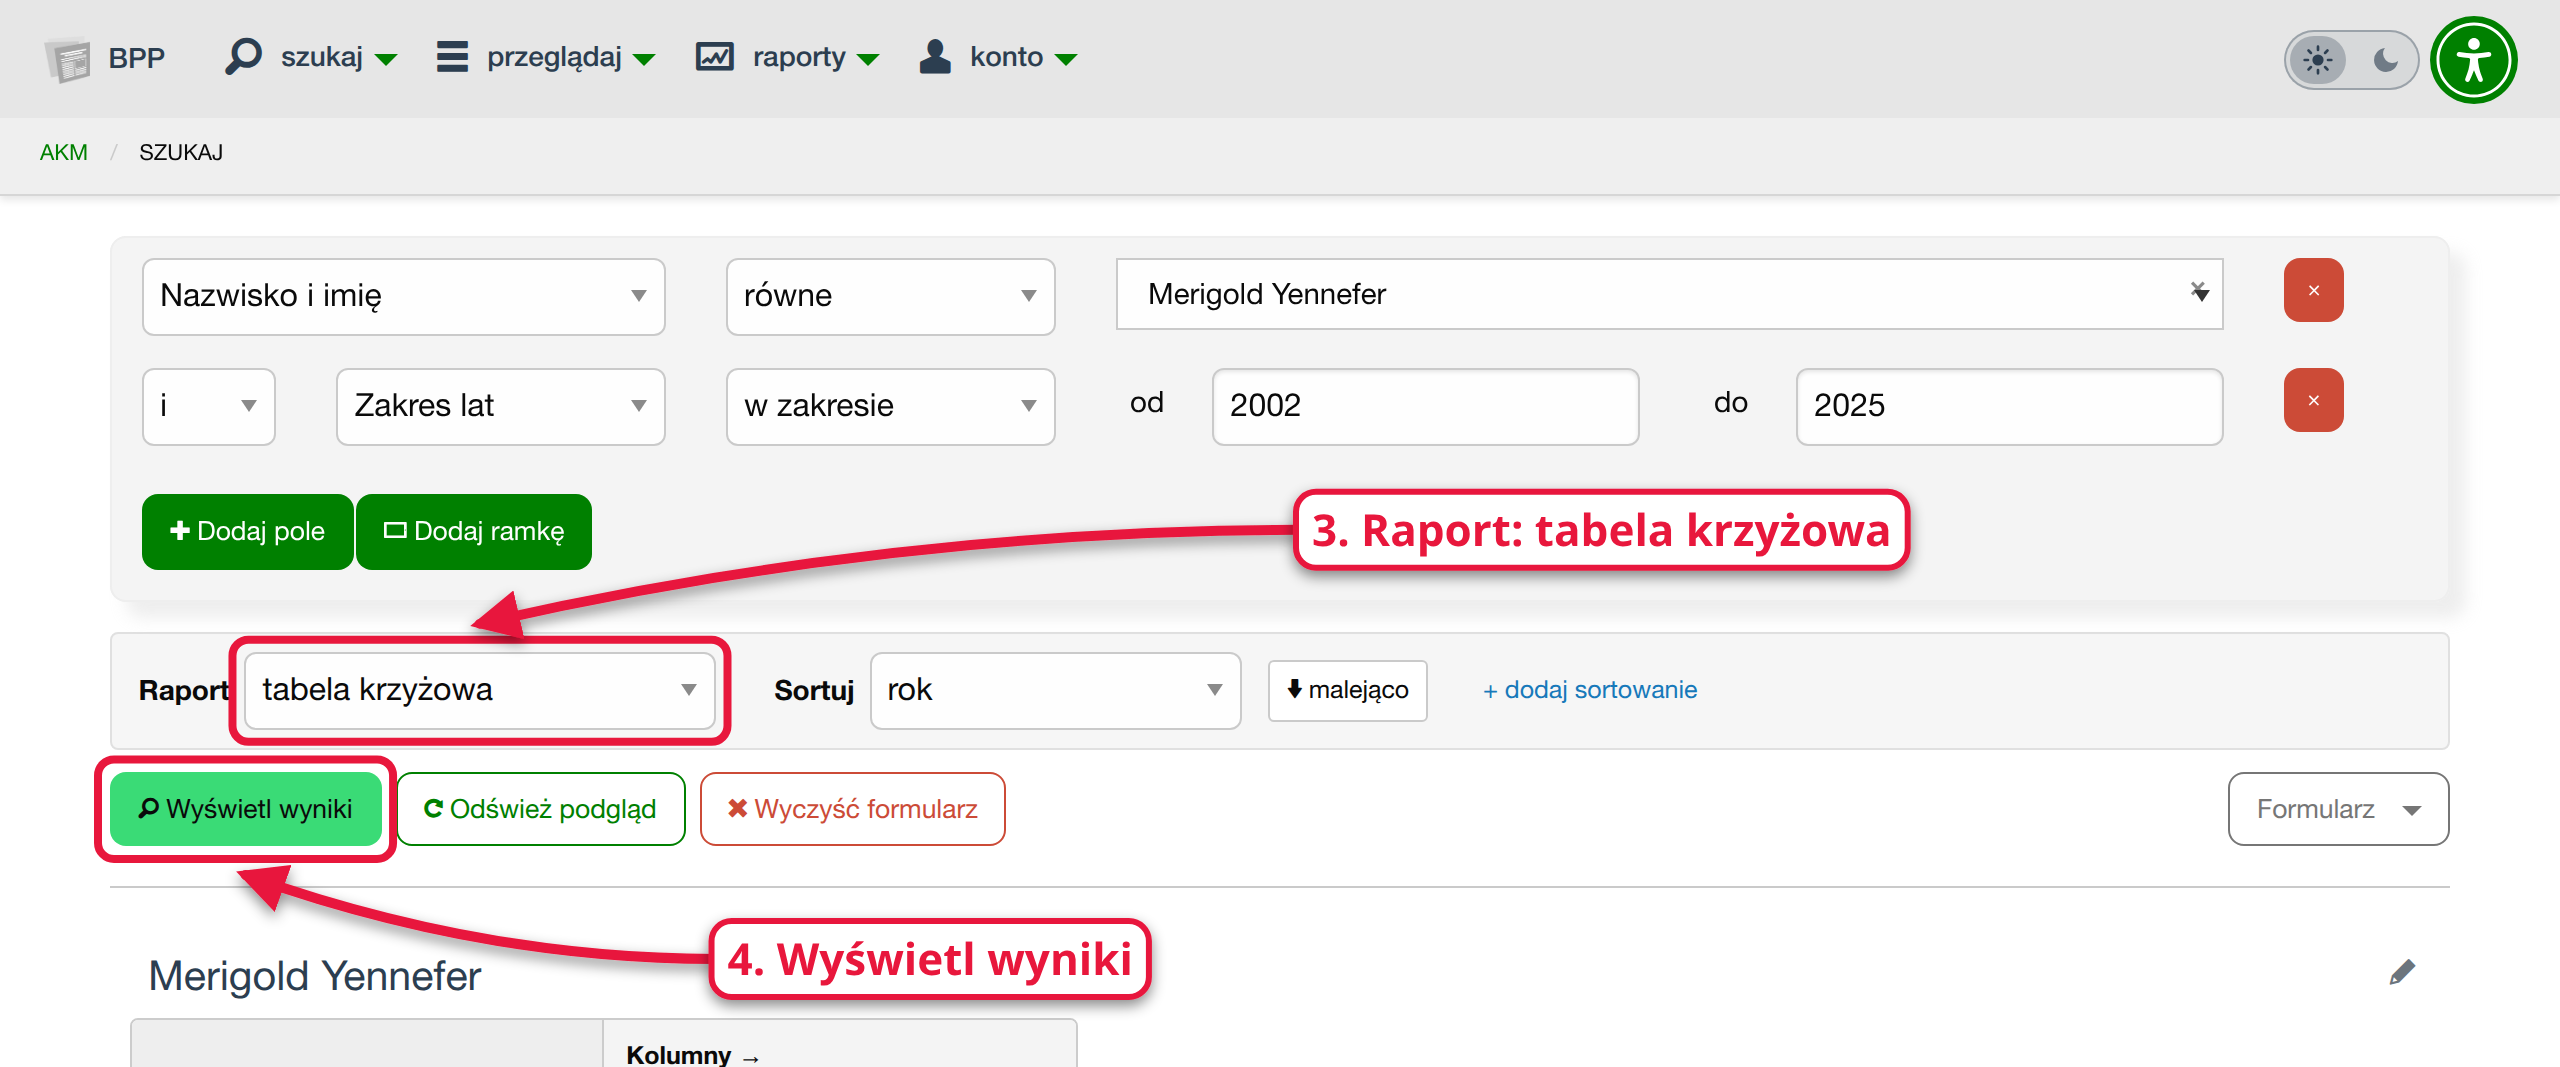 BPP szukaj przeglądaj raporty konto
AKM / SZUKAJ
Nazwisko i imię równe Merigold Yennefer × ×
i Zakres lat w zakresie od 2002 do 2025 ×
Dodaj pole Dodaj ramkę
3. Raport: tabela krzyżowa
Raport tabela krzyżowa Sortuj rok malejąco + dodaj sortowanie
Wyświetl wyniki Odśwież podgląd Wyczyść formularz Formularz
4. Wyświetl wyniki
Merigold Yennefer
Kolumny →